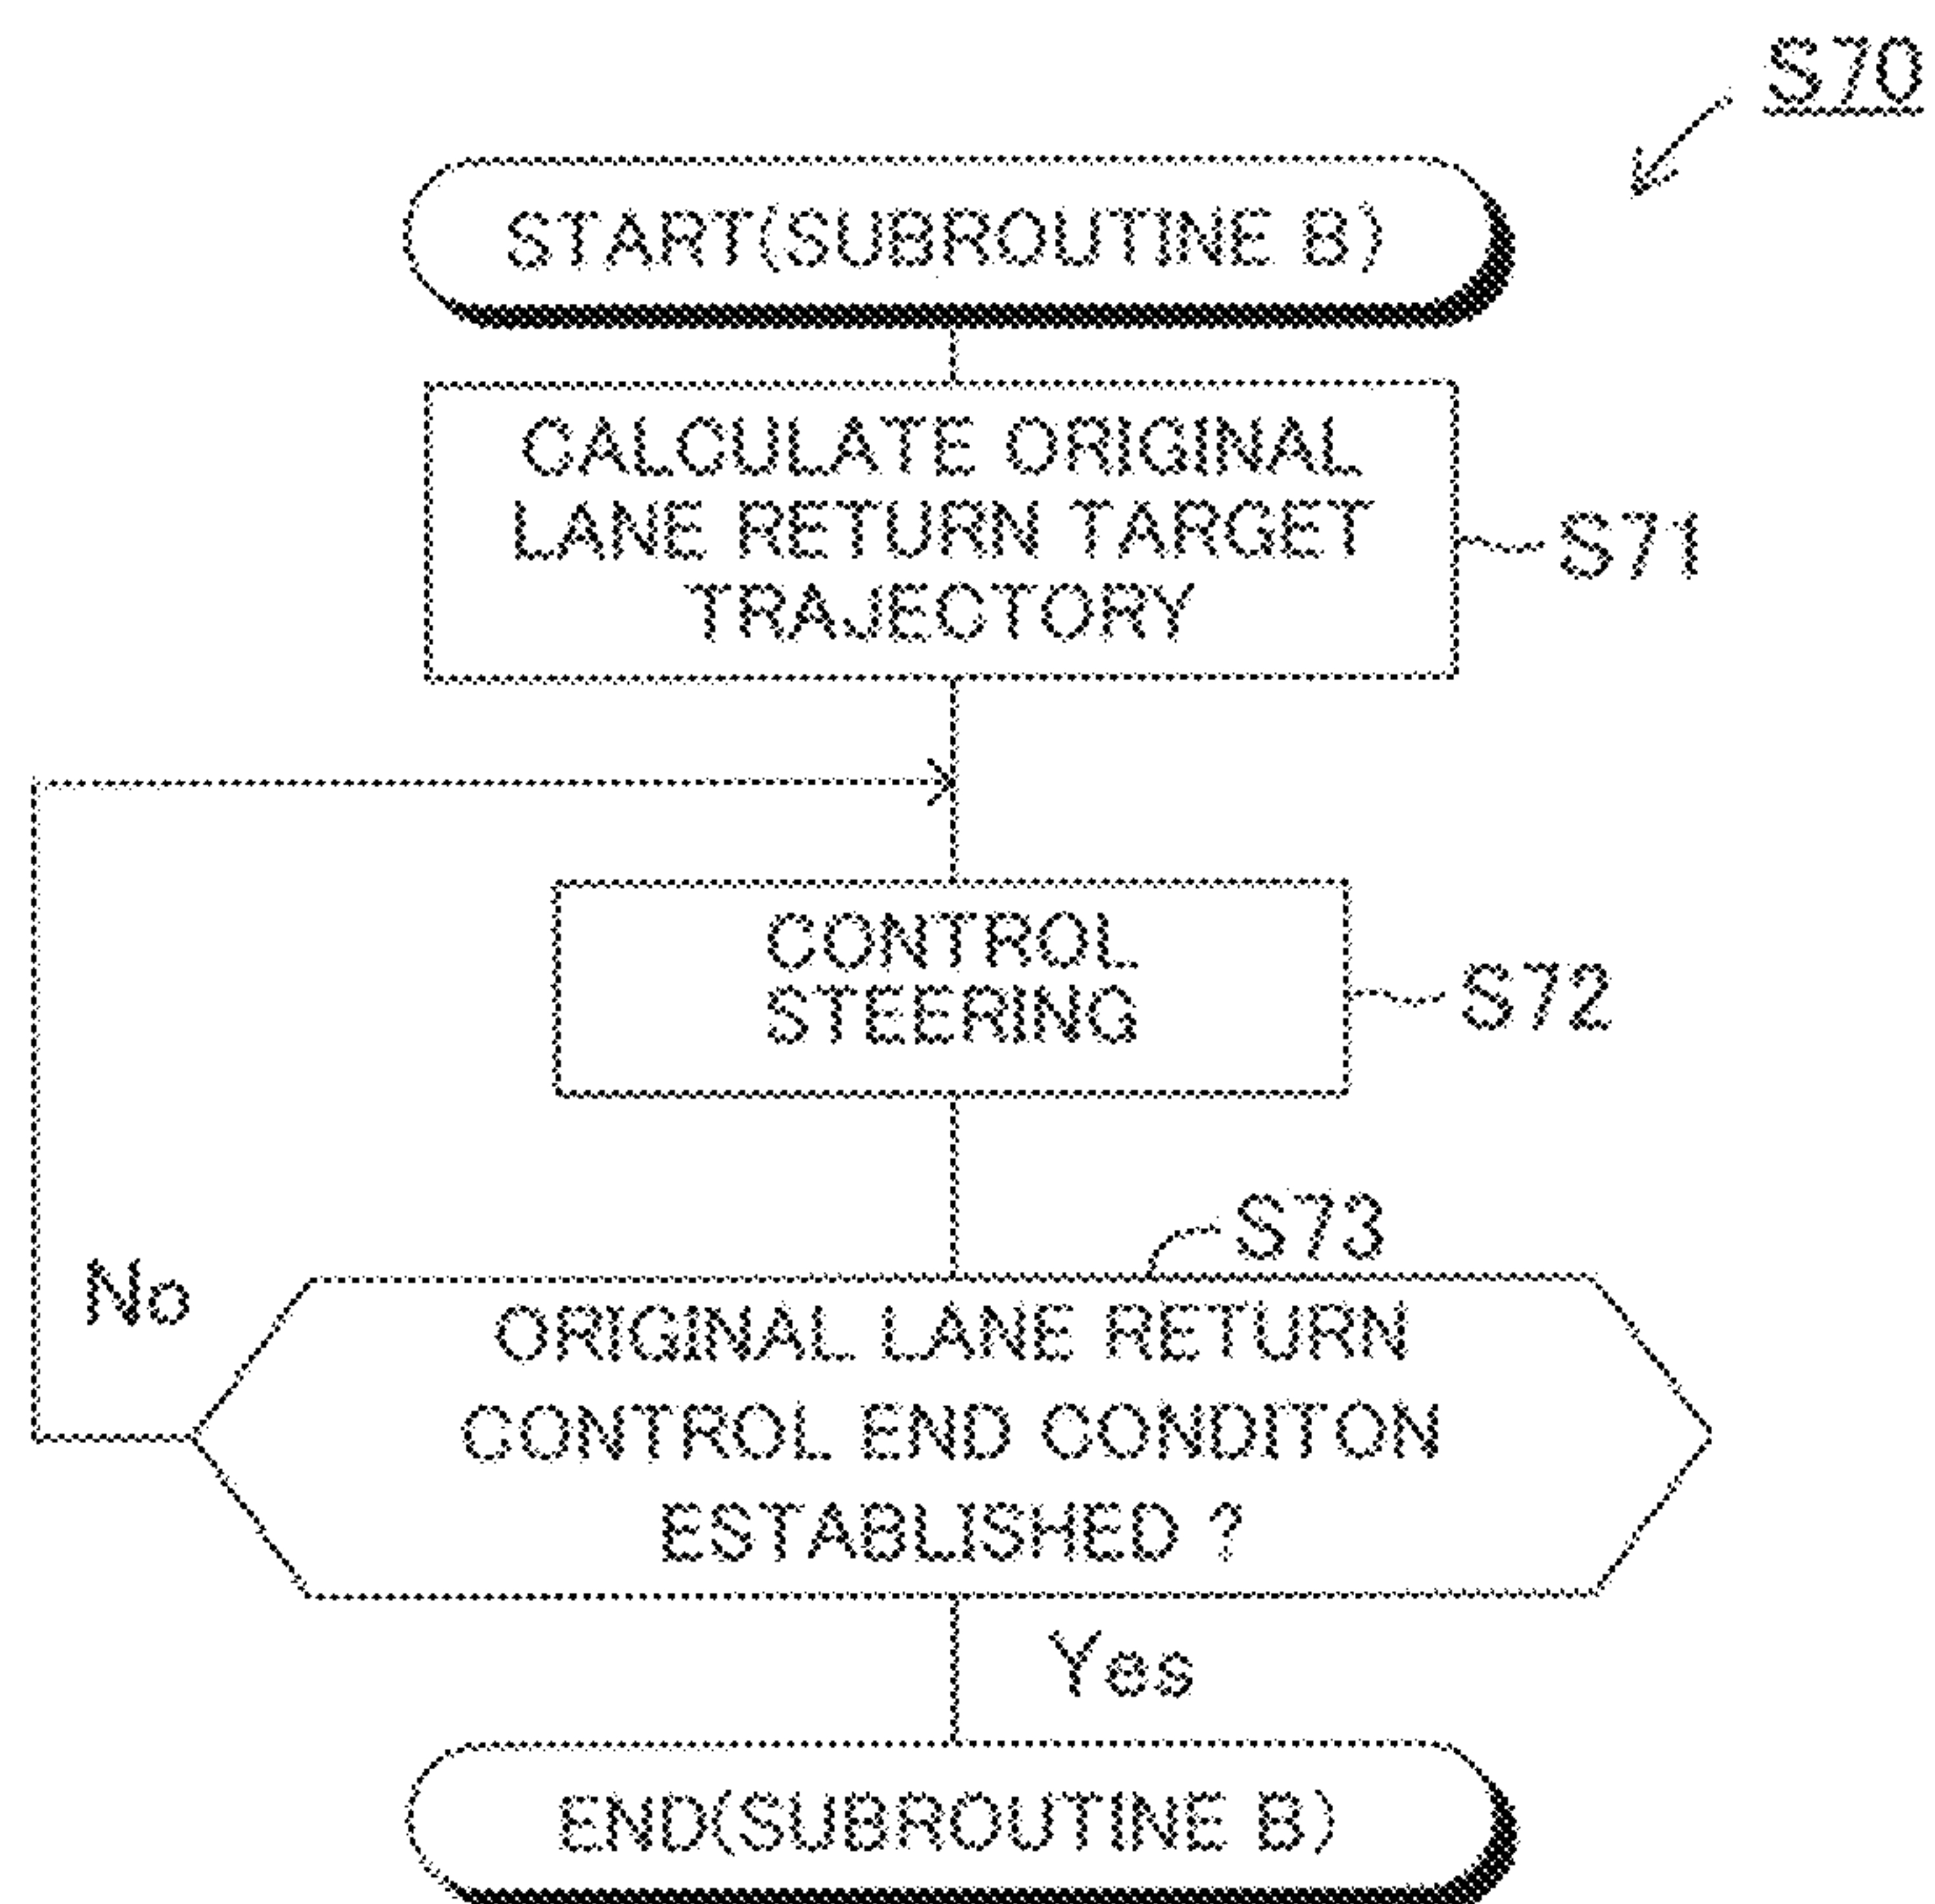 S70
START(SUBROUTINE B)
CALCULATE ORIGINAL
LANE RETURN TARGET
TRAJECTORY
S71
CONTROL
STEERING
S72
S73
No
ORIGINAL LANE RETURN
CONTROL END CONDITON
ESTABLISHED ?
Yes
END(SUBROUTINE B)